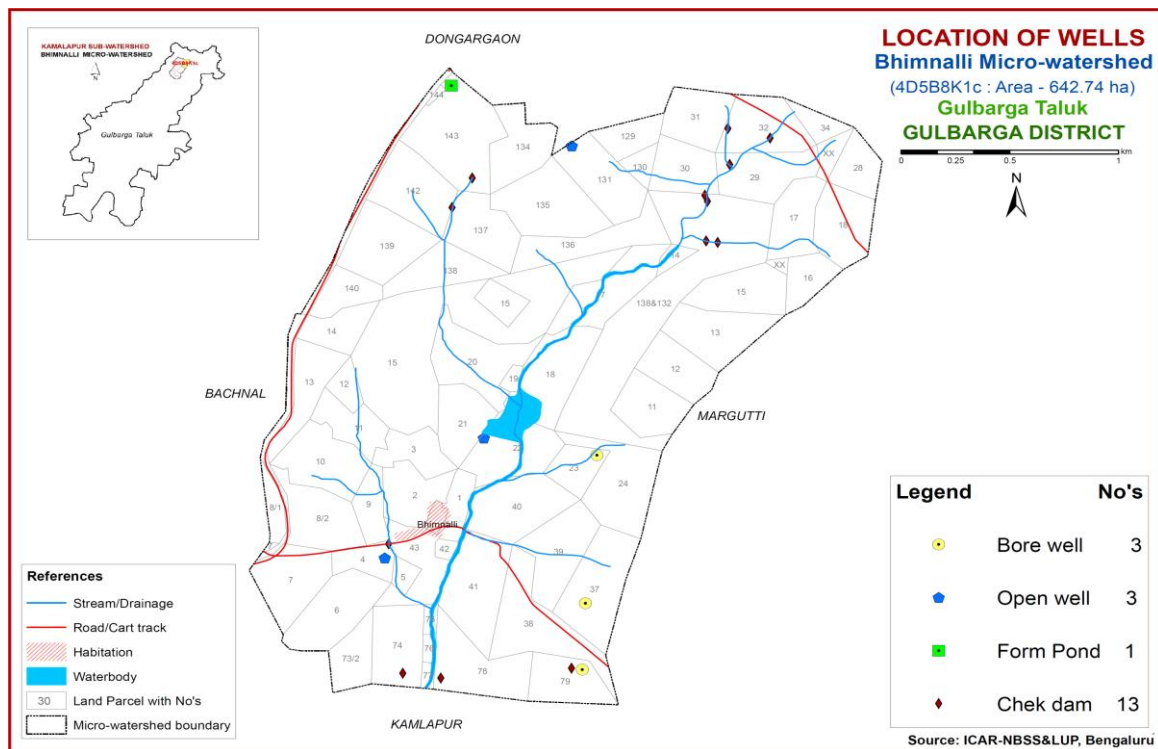 KAMALAPUR SUB-WATERSHED
BHIMNALLI MICRO-WATERSHED
N
Gulbarga Taluk
DONGARGAON
LOCATION OF WELLS
Bhimnalli Micro-watershed
(4D5B8K1c : Area - 642.74 ha)
Gulbarga Taluk
GULBARGA DISTRICT
0 0.25 0.5 1 km
N
144
143
134
129
31
32
34
XX
28
130
131
30
29
142
135
17
18
137
136
139
138
14
XX
16
140
15
138&132
15
14
13
15
20
19
18
12
13
12
11
BACHNAL
MARGUTTI
21
11
3
22
10
23
24
2
1
9
40
8/1
8/2
Bhimnalli
43
42
39
4
7
5
41
37
6
38
74
76
73/2
77
78
79
KAMLAPUR
References
Stream/Drainage
Road/Cart track
Habitation
Waterbody
30 Land Parcel with No's
Micro-watershed boundary
Legend No's
Bore well 3
Open well 3
Form Pond 1
Chek dam 13
Source: ICAR-NBSS&LUP, Bengaluru